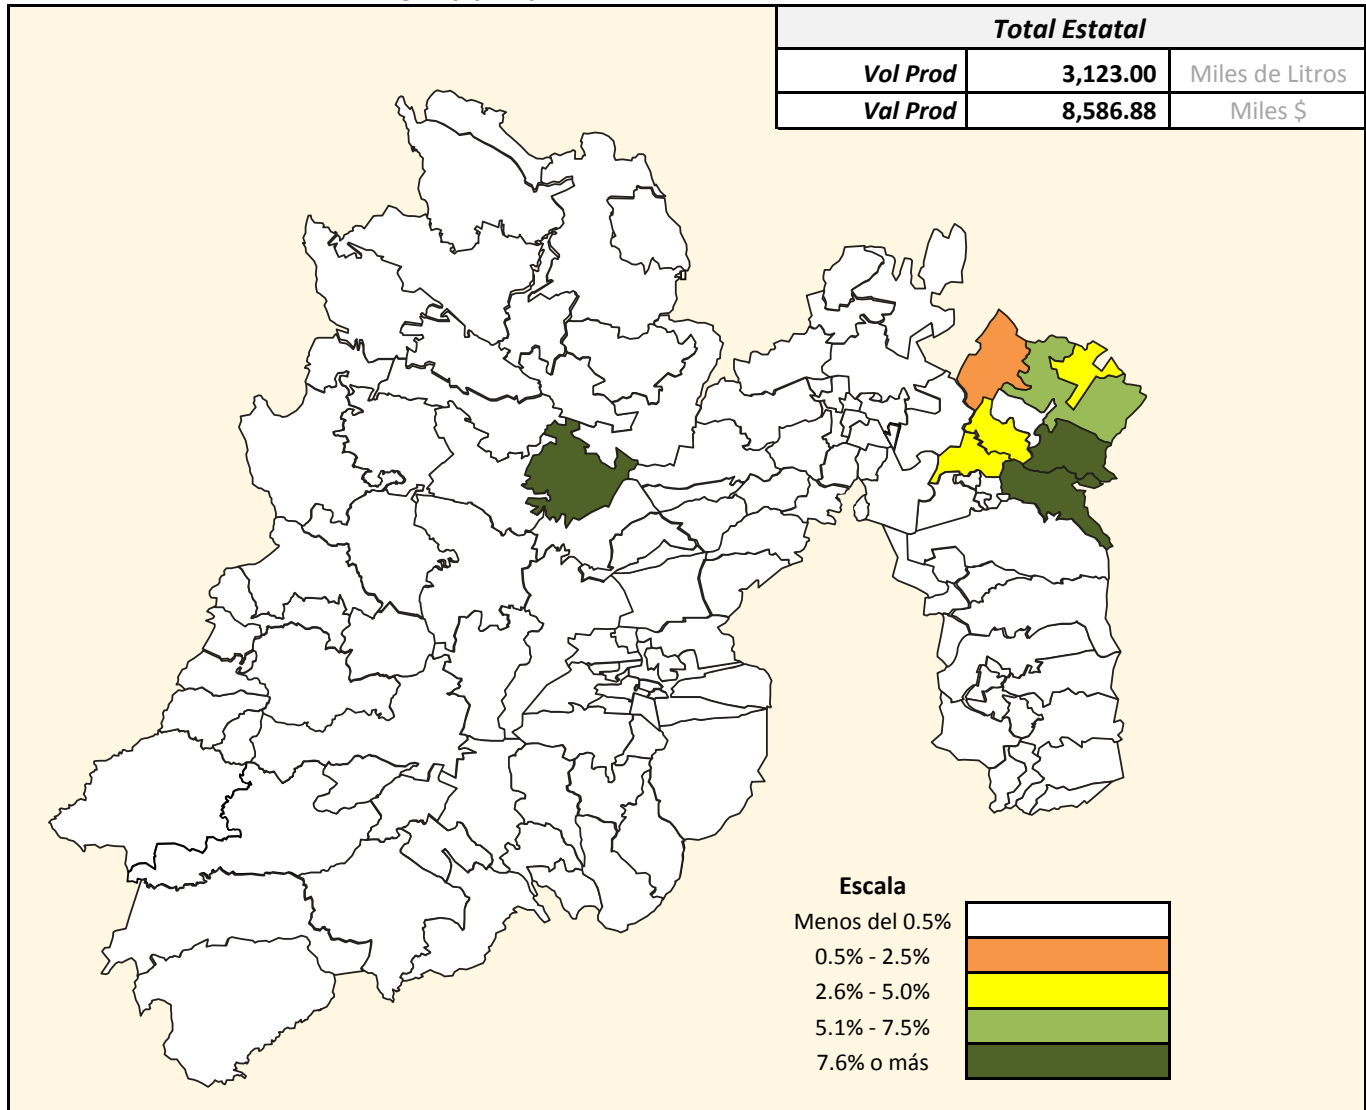 Total Estatal
Vol Prod 3,123.00 Miles de Litros
Val Prod 8,586.88 Miles $
Escala
Menos del 0.5%
0.5% - 2.5%
2.6% - 5.0%
5.1% - 7.5%
7.6% o más